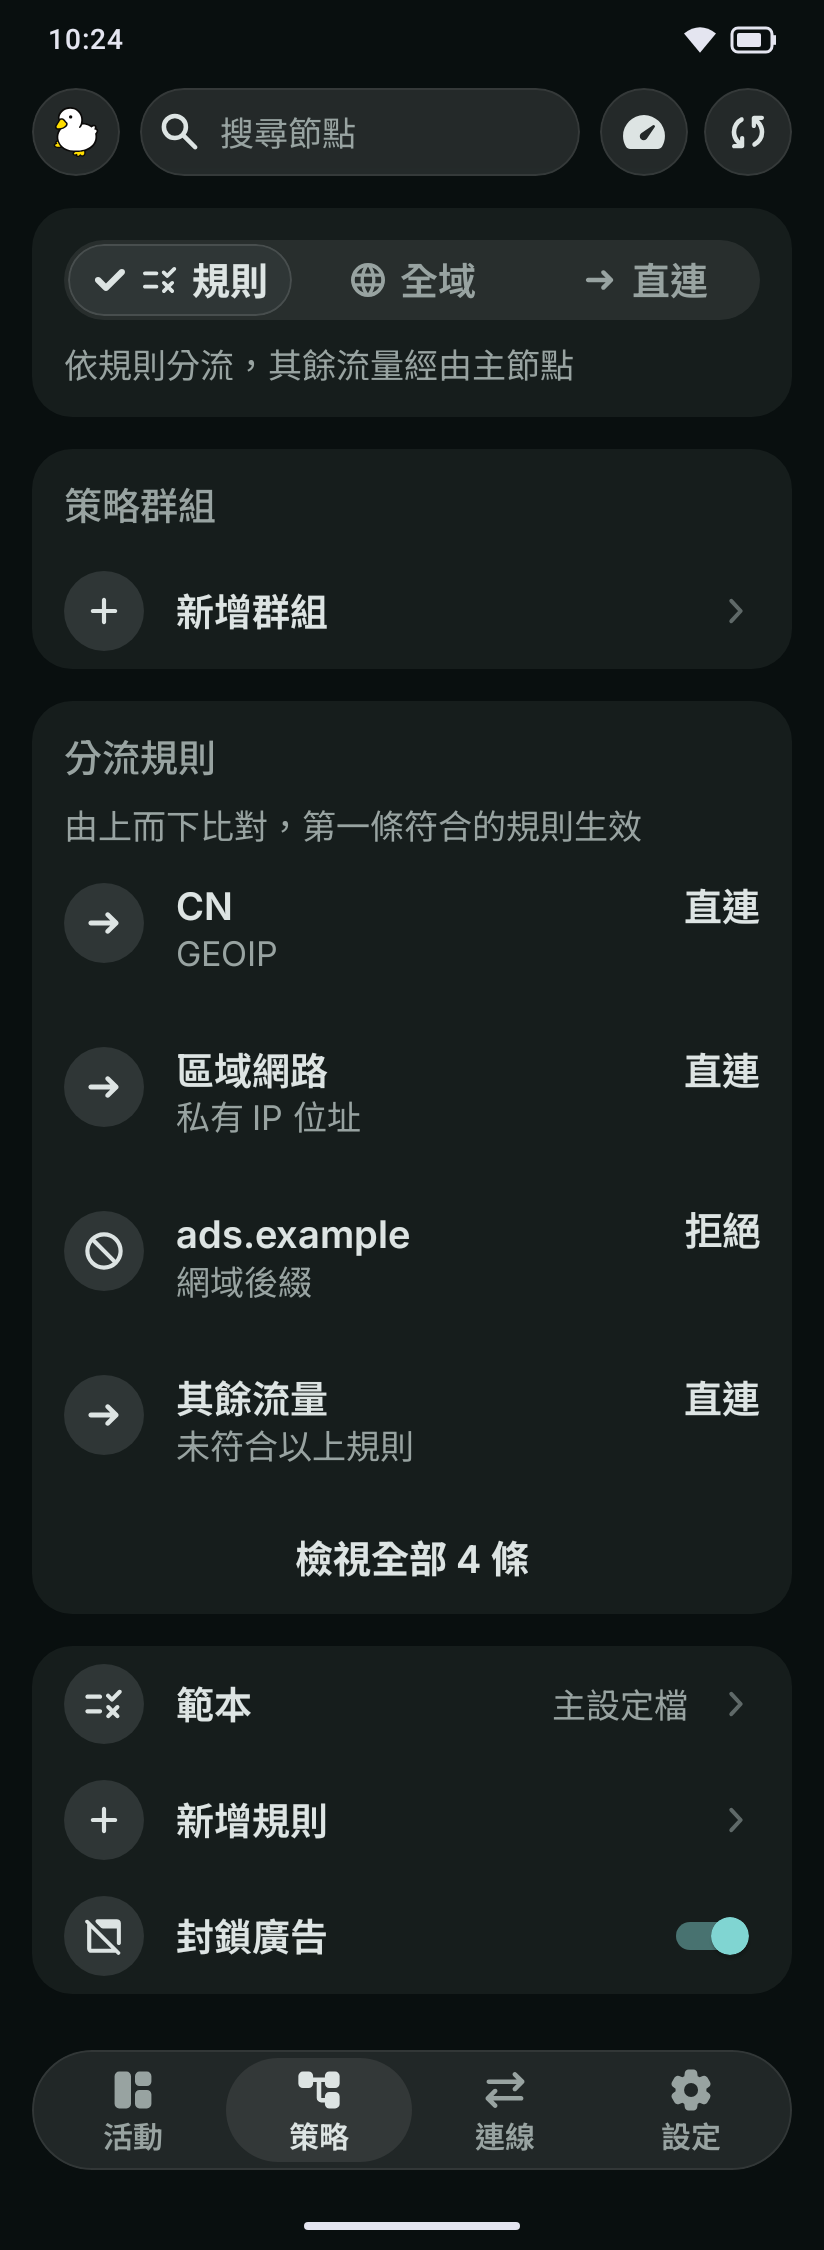 10:24
搜尋節點
規則
全域
直連
依規則分流，其餘流量經由主節點
策略群組
新增群組
分流規則
由上而下比對，第一條符合的規則生效
CN
直連
GEOIP
區域網路
直連
私有 IP 位址
ads.example
拒絕
網域後綴
其餘流量
直連
未符合以上規則
檢視全部 4 條
範本
主設定檔
新增規則
封鎖廣告
活動
策略
連線
設定